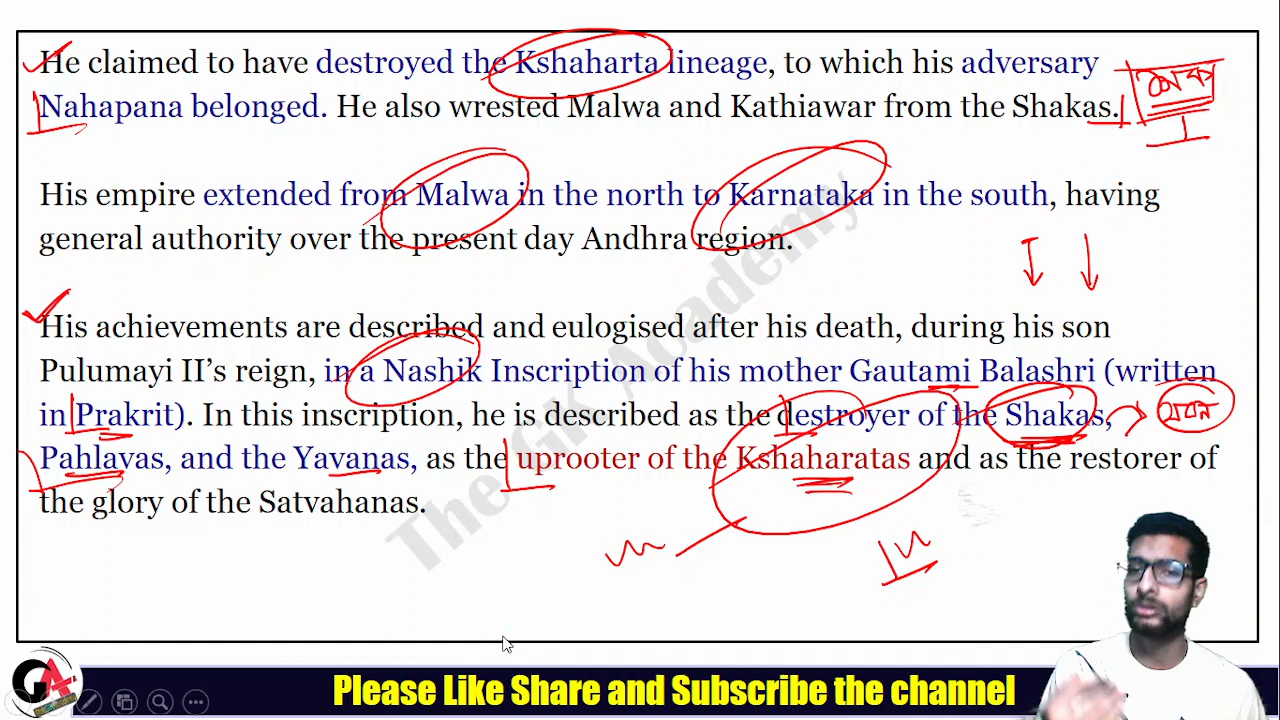 He claimed to have destroyed the Kshaharta lineage, to which his adversary
Nahapana belonged. He also wrested Malwa and Kathiawar from the Shakas.
His empire extended from Malwa in the north to Karnataka in the south, having
general authority over the present day Andhra region.
His achievements are described and eulogised after his death, during his son
Pulumayi II's reign, in a Nashik Inscription of his mother Gautami Balashri (written
in Prakrit). In this inscription, he is described as the destroyer of the Shakas,
Pahlavas, and the Yavanas, as the uprooter of the Kshaharatas and as the restorer of
the glory of the Satvahanas.
The GK Academy
GA
Please Like Share and Subscribe the channel